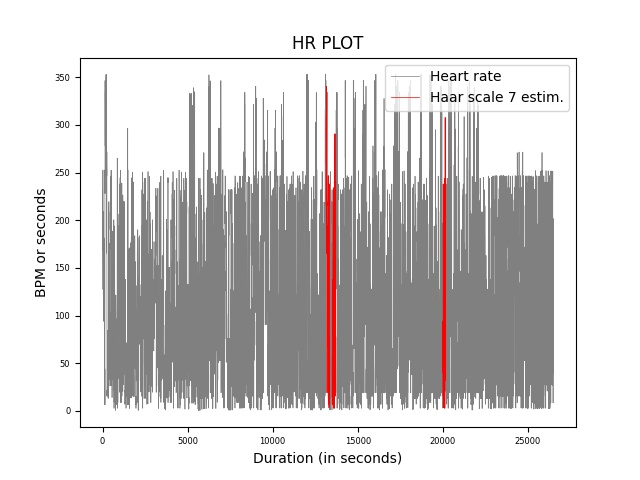 HR PLOT
Heart rate
Haar scale 7 estim.
BPM or seconds
350
300
250
200
150
100
50
0
0 5000 10000 15000 20000 25000
Duration (in seconds)